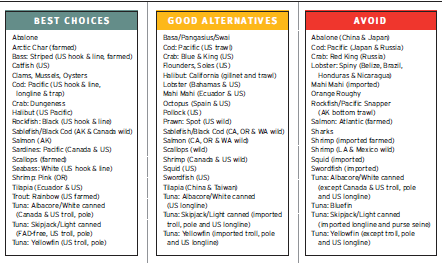 BEST CHOICES
Abalone
Arctic Char (farmed)
Bass: Striped (US hook & line, farmed)
Catfish (US)
Clams, Mussels, Oysters
Cod: Pacific (US hook & line,
longline & trap)
Crab: Dungeness
Halibut (US Pacific)
Rockfish: Black (US hook & line)
Sablefish/Black Cod (AK & Canada wild)
Salmon (AK)
Sardines: Pacific (Canada & US)
Scallops (farmed)
Seabass: White (US hook & line)
Shrimp: Pink (OR)
Tilapia (Ecuador & US)
Trout: Rainbow (US farmed)
Tuna: Albacore/White canned
(Canada & US troll, pole)
Tuna: Skipjack/Light canned
(FAD-free, US troll, pole)
Tuna: Yellowfin (US troll, pole)
GOOD ALTERNATIVES
Basa/Pangasius/Swai
Cod: Pacific (US trawl)
Crab: Blue & King (US)
Flounders, Soles (US)
Halibut: California (gillnet and trawl)
Lobster (Bahamas & US)
Mahi Mahi (Ecuador & US)
Octopus (Spain & US)
Pollock (US)
Prawn: Spot (US wild)
Sablefish/Black Cod (CA, OR & WA wild)
Salmon (CA, OR & WA wild)
Scallops (wild)
Shrimp (Canada & US wild)
Squid (US)
Swordfish (US)
Tilapia (China & Taiwan)
Tuna: Albacore/White canned
(US longline)
Tuna: Skipjack/Light canned (imported
troll, pole and US longline)
Tuna: Yellowfin (imported troll, pole
and US longline)
AVOID
Abalone (China & Japan)
Cod: Pacific (Japan & Russia)
Crab: Red King (Russia)
Lobster: Spiny (Belize, Brazil,
Honduras & Nicaragua)
Mahi Mahi (imported)
Orange Roughy
Rockfish/Pacific Snapper
(AK bottom trawl)
Salmon: Atlantic (farmed)
Sharks
Shrimp (imported farmed)
Shrimp (LA & Mexico wild)
Squid (imported)
Swordfish (imported)
Tuna: Albacore/White canned
(except Canada & US troll, pole
and US longline)
Tuna: Bluefin
Tuna: Skipjack/Light canned
(imported longline and purse seine)
Tuna: Yellowfin (except troll, pole
and US longline)